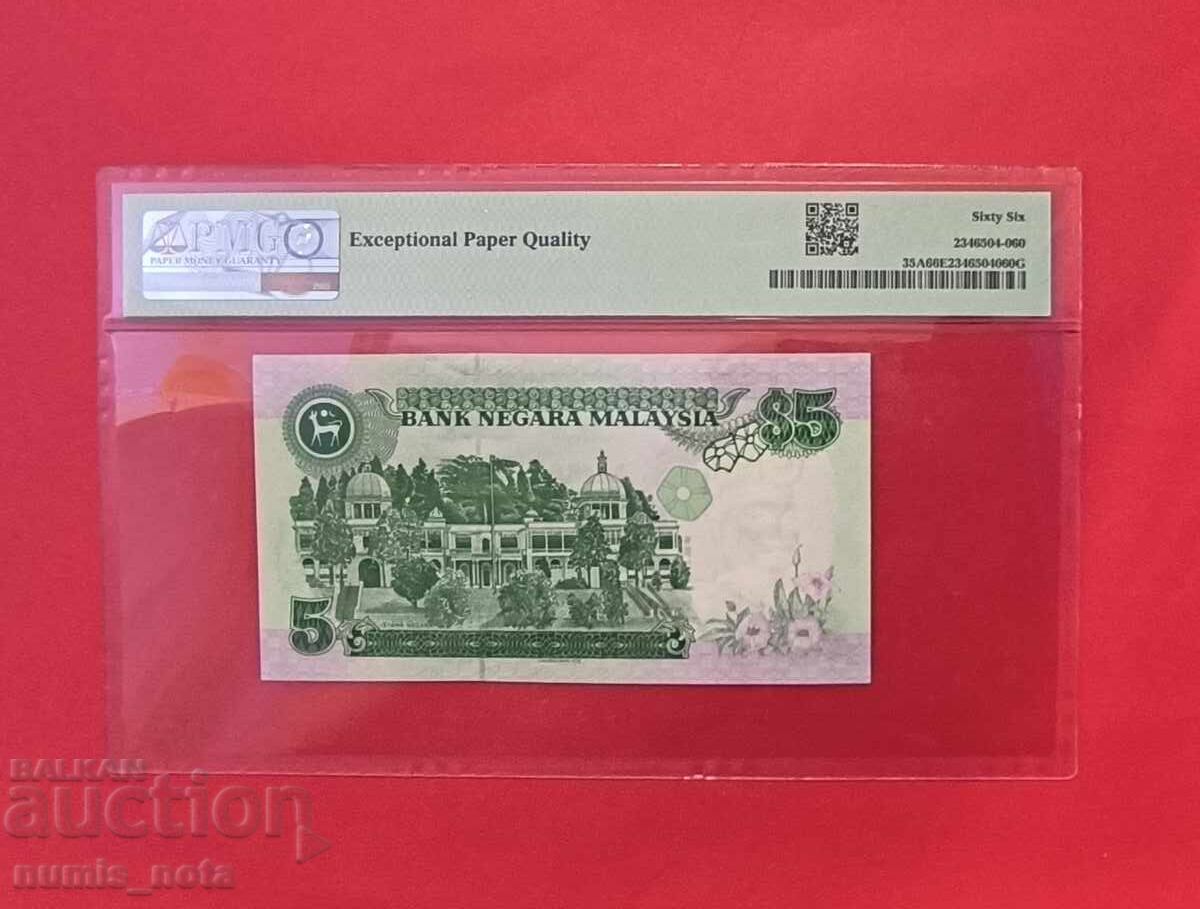 PMG
PAPER MONEY GUARANTY
Exceptional Paper Quality
Sixty Six
2346504-060
35A66E2346504060G
BANK NEGARA MALAYSIA
$5
5
BALKAN
auction
numis_nota